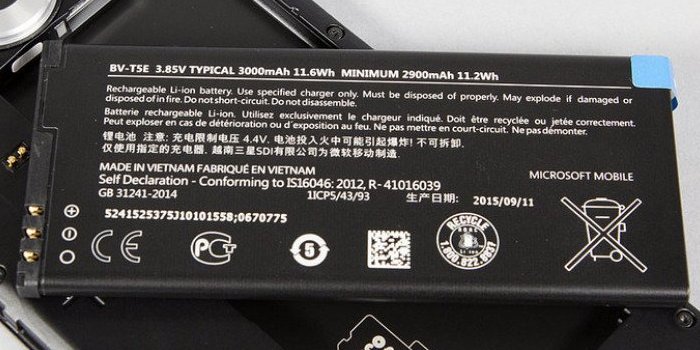 BV-T5E 3.85V TYPICAL 3000mAh 11.6Wh MINIMUM 2900mAh 11.2Wh
Rechargeable Li-ion battery. Use specified charger only. Must be disposed of properly. May explode if damaged or
disposed of in fire. Do not short-circuit. Do not disassemble.
Batterie rechargeable Li-ion. Utilisez exclusivement le chargeur indiqué. Doit être recyclée ou jetée correctement.
Peut exploser en cas de détérioration ou d'exposition au feu. Ne pas mettre en court-circuit. Ne pas démonter.
锂电池 注意: 充电限制电压 4.4V. 电池投入火中可能引起爆炸! 不可拆卸.
仅使用指定的充电器. 越南三星SDI有限公司为微软移动制造.
MADE IN VIETNAM FABRIQUÉ EN VIETNAM
Self Declaration - Conforming to IS16046: 2012, R- 41016039
GB 31241-2014 1ICP5/43/93 生产日期: 2015/09/11
MICROSOFT MOBILE
5241525375J10101558;0670775
CE
PCT
5
RECYCLE
Li ion
1.800.822.8837